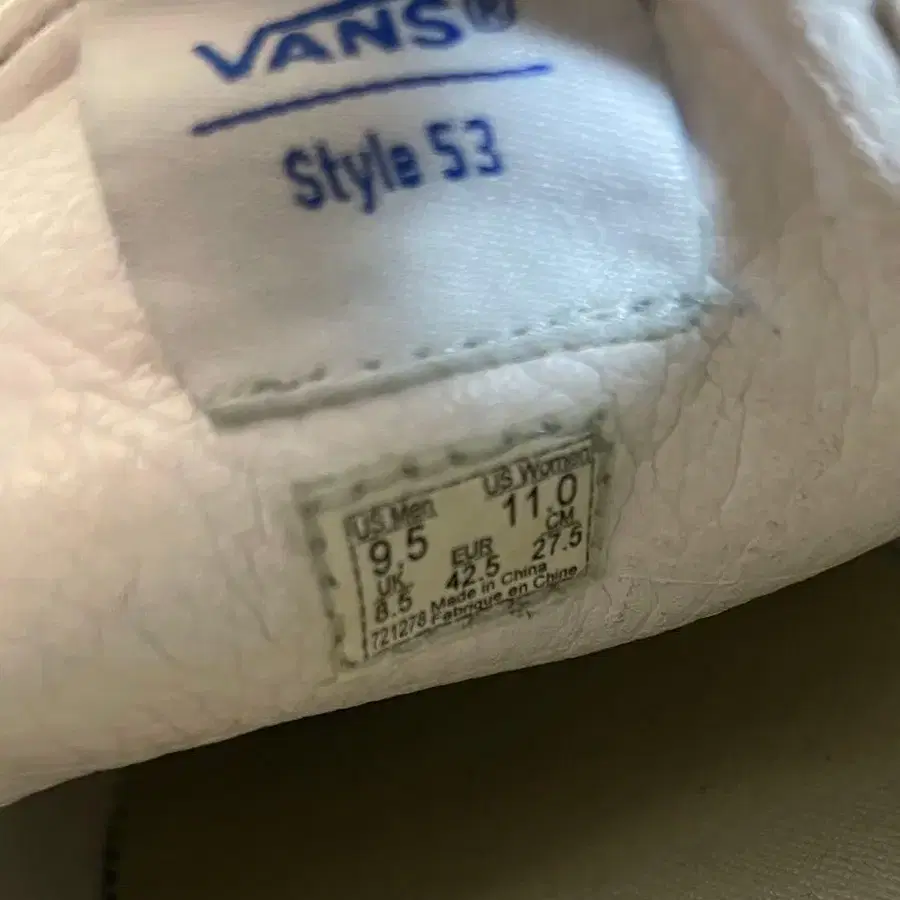 VANS®
Style 53
US Men US Women
9.5 11.0
UK EUR CM
8.5 42.5 27.5
721278 Made in China
Fabriqué en Chine